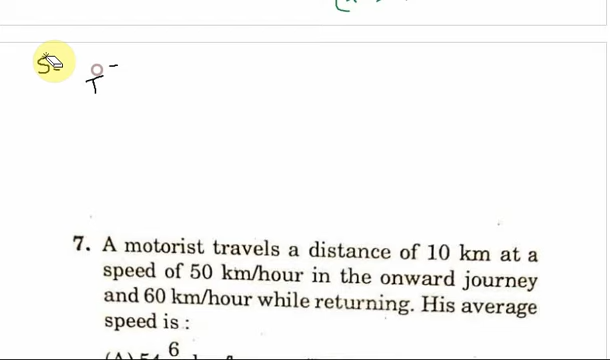 S=
T
7. A motorist travels a distance of 10 km at a
speed of 50 km/hour in the onward journey
and 60 km/hour while returning. His average
speed is :
6